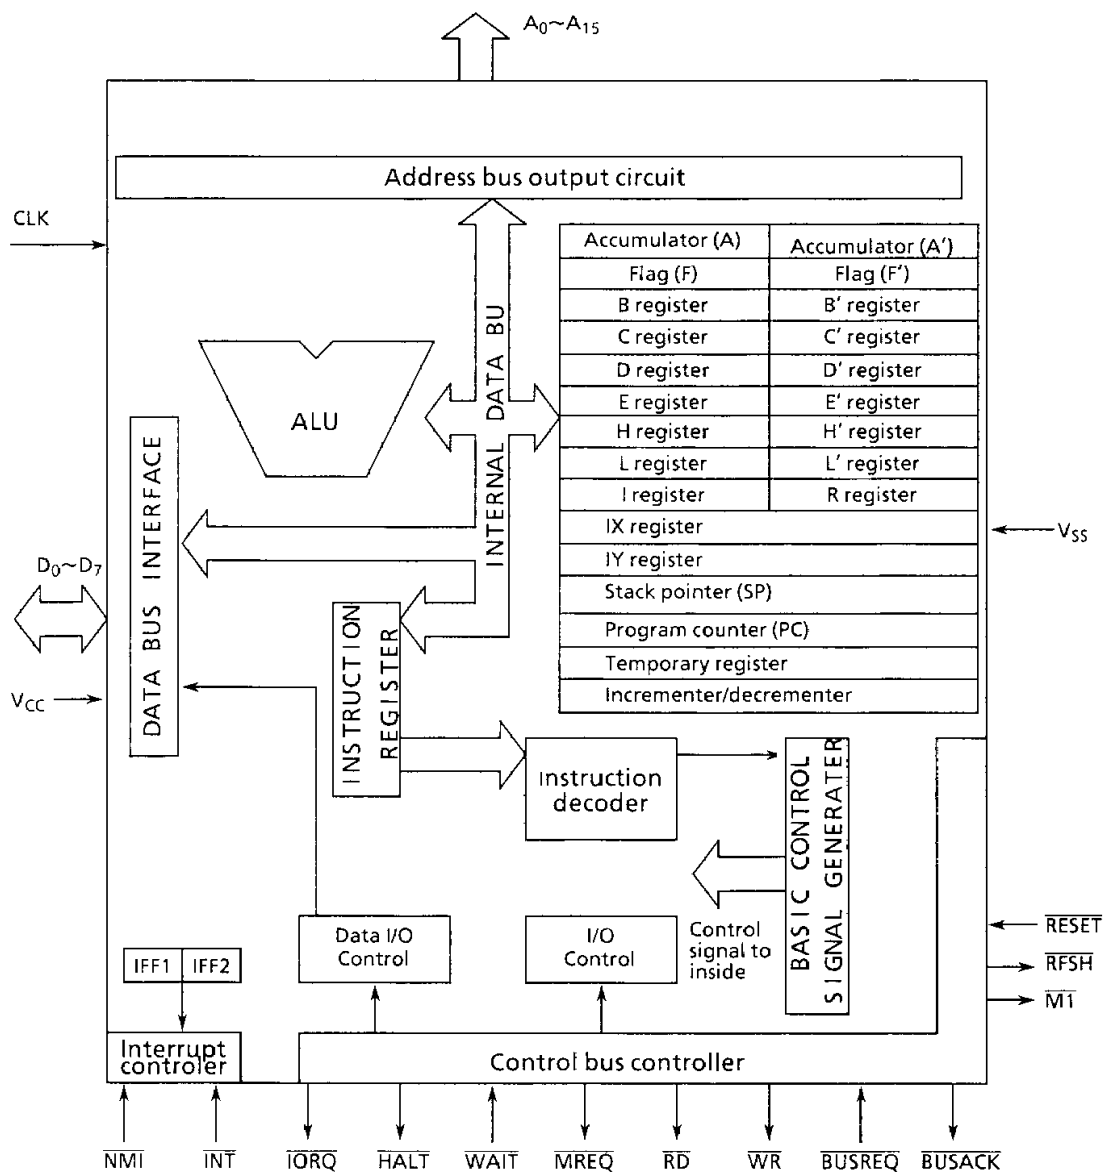 A0~A15
Address bus output circuit
CLK
Accumulator (A)
Accumulator (A')
Flag (F)
Flag (F')
B register
B' register
C register
C' register
D register
D' register
E register
E' register
H register
H' register
L register
L' register
I register
R register
IX register
IY register
Stack pointer (SP)
Program counter (PC)
Temporary register
Incrementer/decrementer
INTERNAL DATA BU
ALU
DATA BUS INTERFACE
D0~D7
VCC
VSS
INSTRUCTION
REGISTER
Instruction
decoder
BASIC CONTROL
SIGNAL GENERATER
Control
signal to
inside
Data I/O
Control
I/O
Control
IFF1
IFF2
Interrupt
controler
Control bus controller
RESET
RFSH
M1
NMI
INT
IORQ
HALT
WAIT
MREQ
RD
WR
BUSREQ
BUSACK